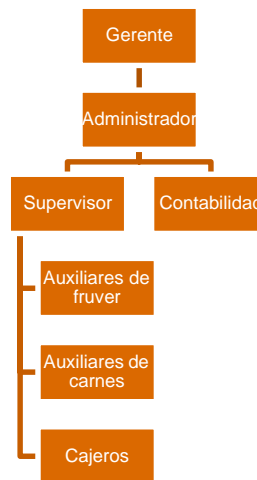 Gerente
Administrador
Supervisor
Contabilidad
Auxiliares de
fruver
Auxiliares de
carnes
Cajeros